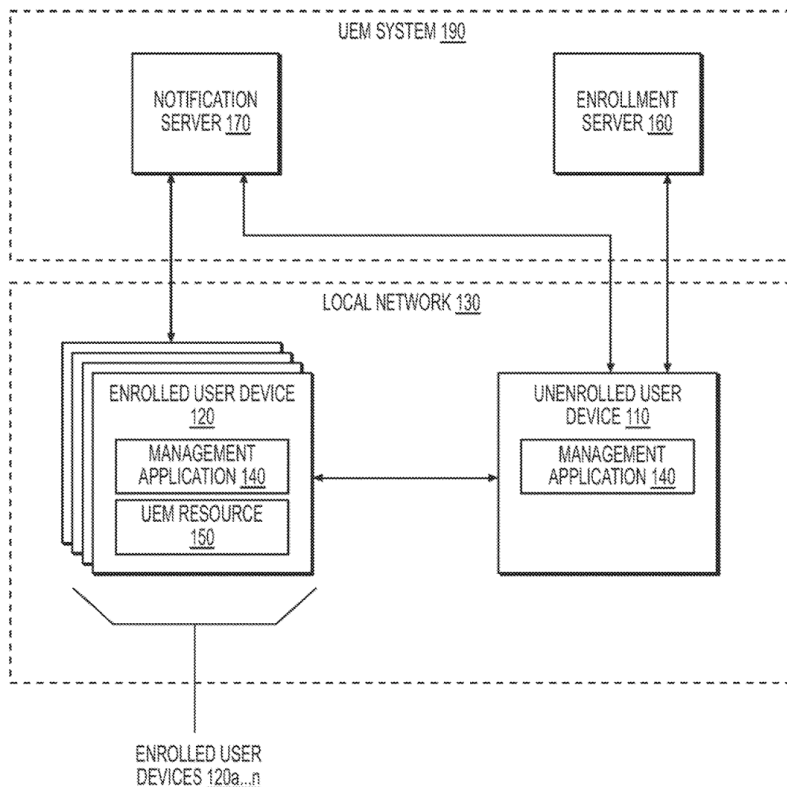 UEM SYSTEM 190
NOTIFICATION
SERVER 170
ENROLLMENT
SERVER 160
LOCAL NETWORK 130
ENROLLED USER DEVICE
120
MANAGEMENT
APPLICATION 140
UEM RESOURCE
150
UNENROLLED USER
DEVICE 110
MANAGEMENT
APPLICATION 140
ENROLLED USER
DEVICES 120a...n